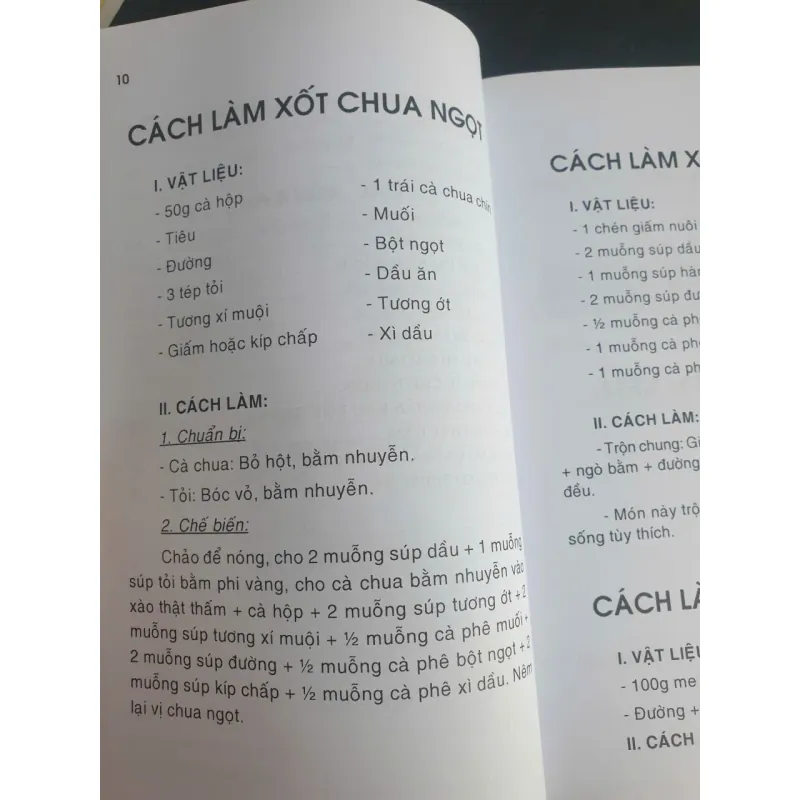 10
CÁCH LÀM XỐT CHUA NGỌT
I. VẬT LIỆU:
- 50g cà hộp
- Tiêu
- Đường
- 3 tép tỏi
- Tương xí muội
- Giấm hoặc kíp chấp
- 1 trái cà chua chín
- Muối
- Bột ngọt
- Dầu ăn
- Tương ớt
- Xì dầu
II. CÁCH LÀM:
1. Chuẩn bị:
- Cà chua: Bỏ hột, bằm nhuyễn.
- Tỏi: Bóc vỏ, bằm nhuyễn.
2. Chế biến:
Chảo để nóng, cho 2 muỗng súp dầu + 1 muỗng
súp tỏi bằm phi vàng, cho cà chua bằm nhuyễn vào
xào thật thấm + cà hộp + 2 muỗng súp tương ớt + 2
muỗng súp tương xí muội + ½ muỗng cà phê muối +
2 muỗng súp đường + ½ muỗng cà phê bột ngọt + 2
muỗng súp kíp chấp + ½ muỗng cà phê xì dầu. Nêm
lại vị chua ngọt.
CÁCH LÀM X
I. VẬT LIỆU:
- 1 chén giấm nuôi
- 2 muỗng súp dầu
- 1 muỗng súp hàn
- 2 muỗng súp đư
- ½ muỗng cà phê
- 1 muỗng cà phê
- 1 muỗng cà ph
II. CÁCH LÀM:
- Trộn chung: Gi
+ ngò bằm + đường
đều.
- Món này trộ
sống tùy thích.
CÁCH LÀ
I. VẬT LIỆU
- 100g me
- Đường +
II. CÁCH